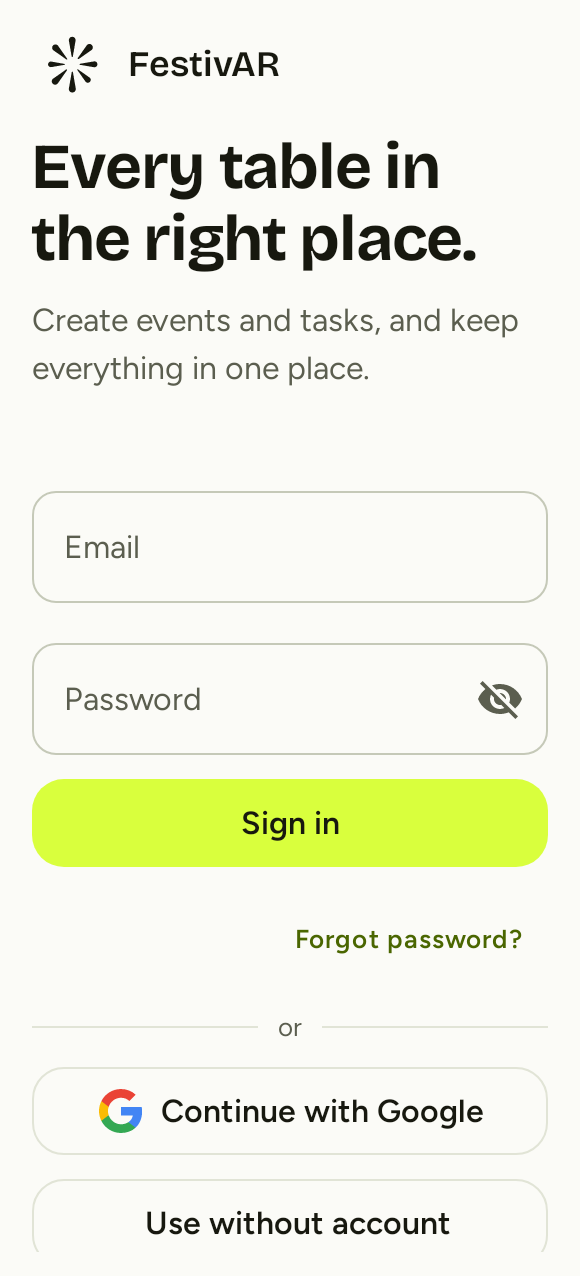 FestivAR
Every table in
the right place.
Create events and tasks, and keep
everything in one place.
Email
Password
Sign in
Forgot password?
or
Continue with Google
Use without account